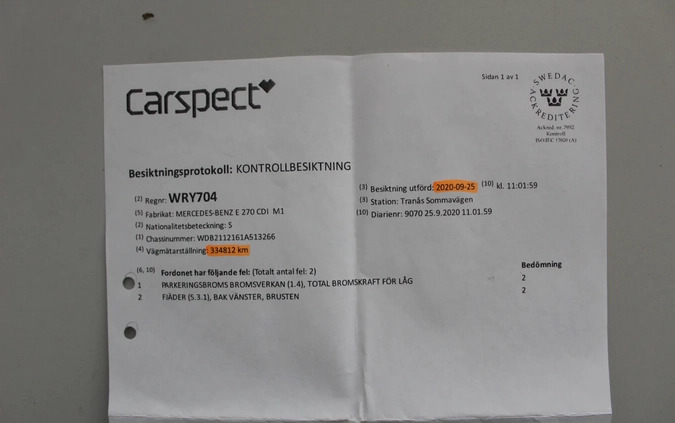 Sidan 1 av 1
SWEDAC
ACKREDITERING
Ackred. nr. 7992
Kontroll
ISO/IEC 17020 (A)
Carspect
Besiktningsprotokoll: KONTROLLBESIKTNING
(2) Regnr: WRY704
(5) Fabrikat: MERCEDES-BENZ E 270 CDI M1
(2) Nationalitetsbeteckning: S
(1) Chassinummer: WDB2112161A513266
(4) Vägmätarställning: 334812 km
(3) Besiktning utförd: 2020-09-25 (10) kl. 11:01:59
(3) Station: Tranås Sommavägen
(10) Diarienr: 9070 25.9.2020 11.01.59
(6, 10) Fordonet har följande fel: (Totalt antal fel: 2) Bedömning
1 PARKERINGSBROMS BROMSVERKAN (1.4), TOTAL BROMSKRAFT FÖR LÅG 2
2 FJÄDER (5.3.1), BAK VÄNSTER, BRUSTEN 2